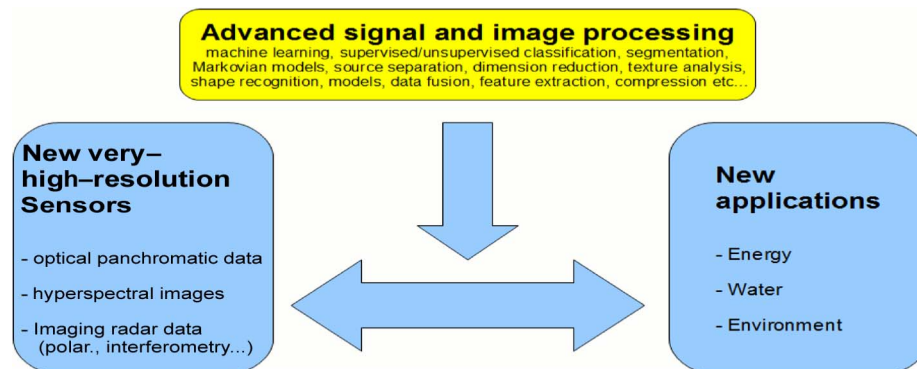 Advanced signal and image processing
machine learning, supervised/unsupervised classification, segmentation,
Markovian models, source separation, dimension reduction, texture analysis,
shape recognition, models, data fusion, feature extraction, compression etc...
New very–
high–resolution
Sensors
- optical panchromatic data
- hyperspectral images
- Imaging radar data
(polar., interferometry...)
New
applications
- Energy
- Water
- Environment